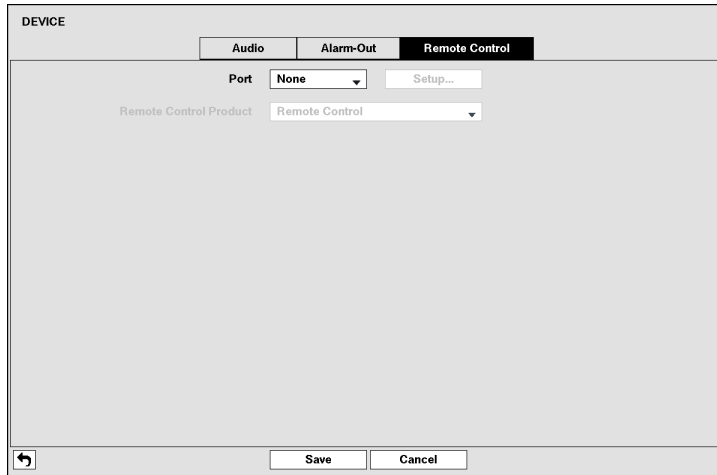 DEVICE
Audio Alarm-Out Remote Control
Port None Setup...
Remote Control Product Remote Control
Save Cancel